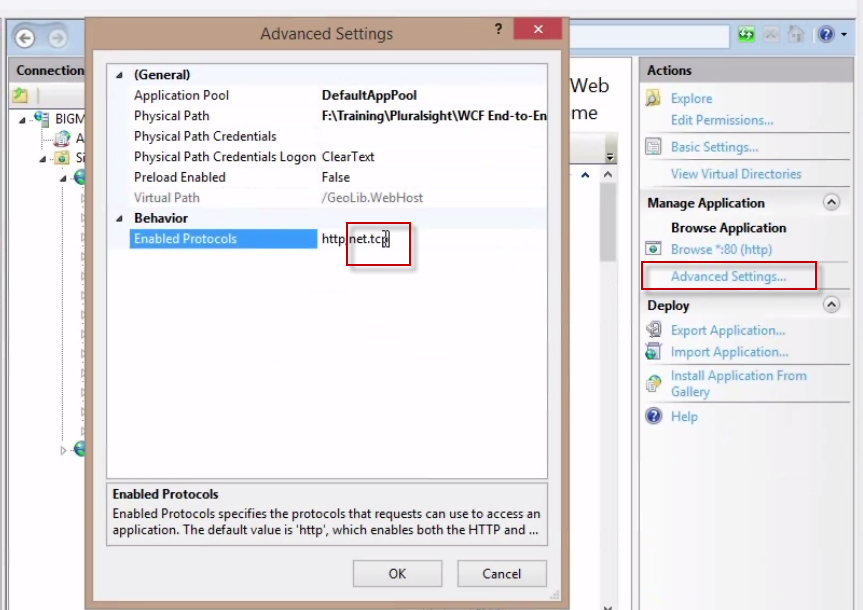 Advanced Settings
?
Connection
BIGM
A
Si
(General)
Application Pool DefaultAppPool
Physical Path F:\Training\Pluralsight\WCF End-to-En
Physical Path Credentials
Physical Path Credentials Logon ClearText
Preload Enabled False
Virtual Path /GeoLib.WebHost
Behavior
Enabled Protocols http,net.tcp
Enabled Protocols
Enabled Protocols specifies the protocols that requests can use to access an
application. The default value is 'http', which enables both the HTTP and ...
OK Cancel
Web
me
Actions
Explore
Edit Permissions...
Basic Settings...
View Virtual Directories
Manage Application
Browse Application
Browse *:80 (http)
Advanced Settings...
Deploy
Export Application...
Import Application...
Install Application From
Gallery
Help